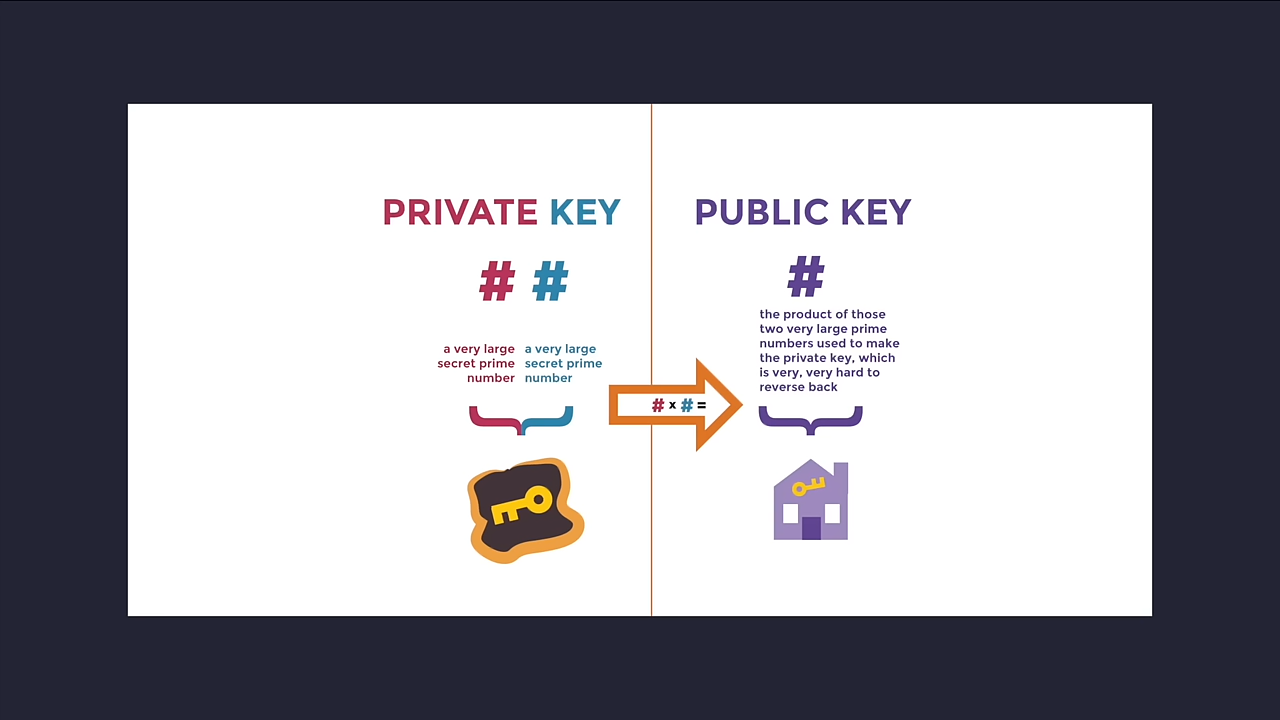 PRIVATE KEY
# #
a very large
secret prime
number
a very large
secret prime
number
# x # =
PUBLIC KEY
#
the product of those
two very large prime
numbers used to make
the private key, which
is very, very hard to
reverse back